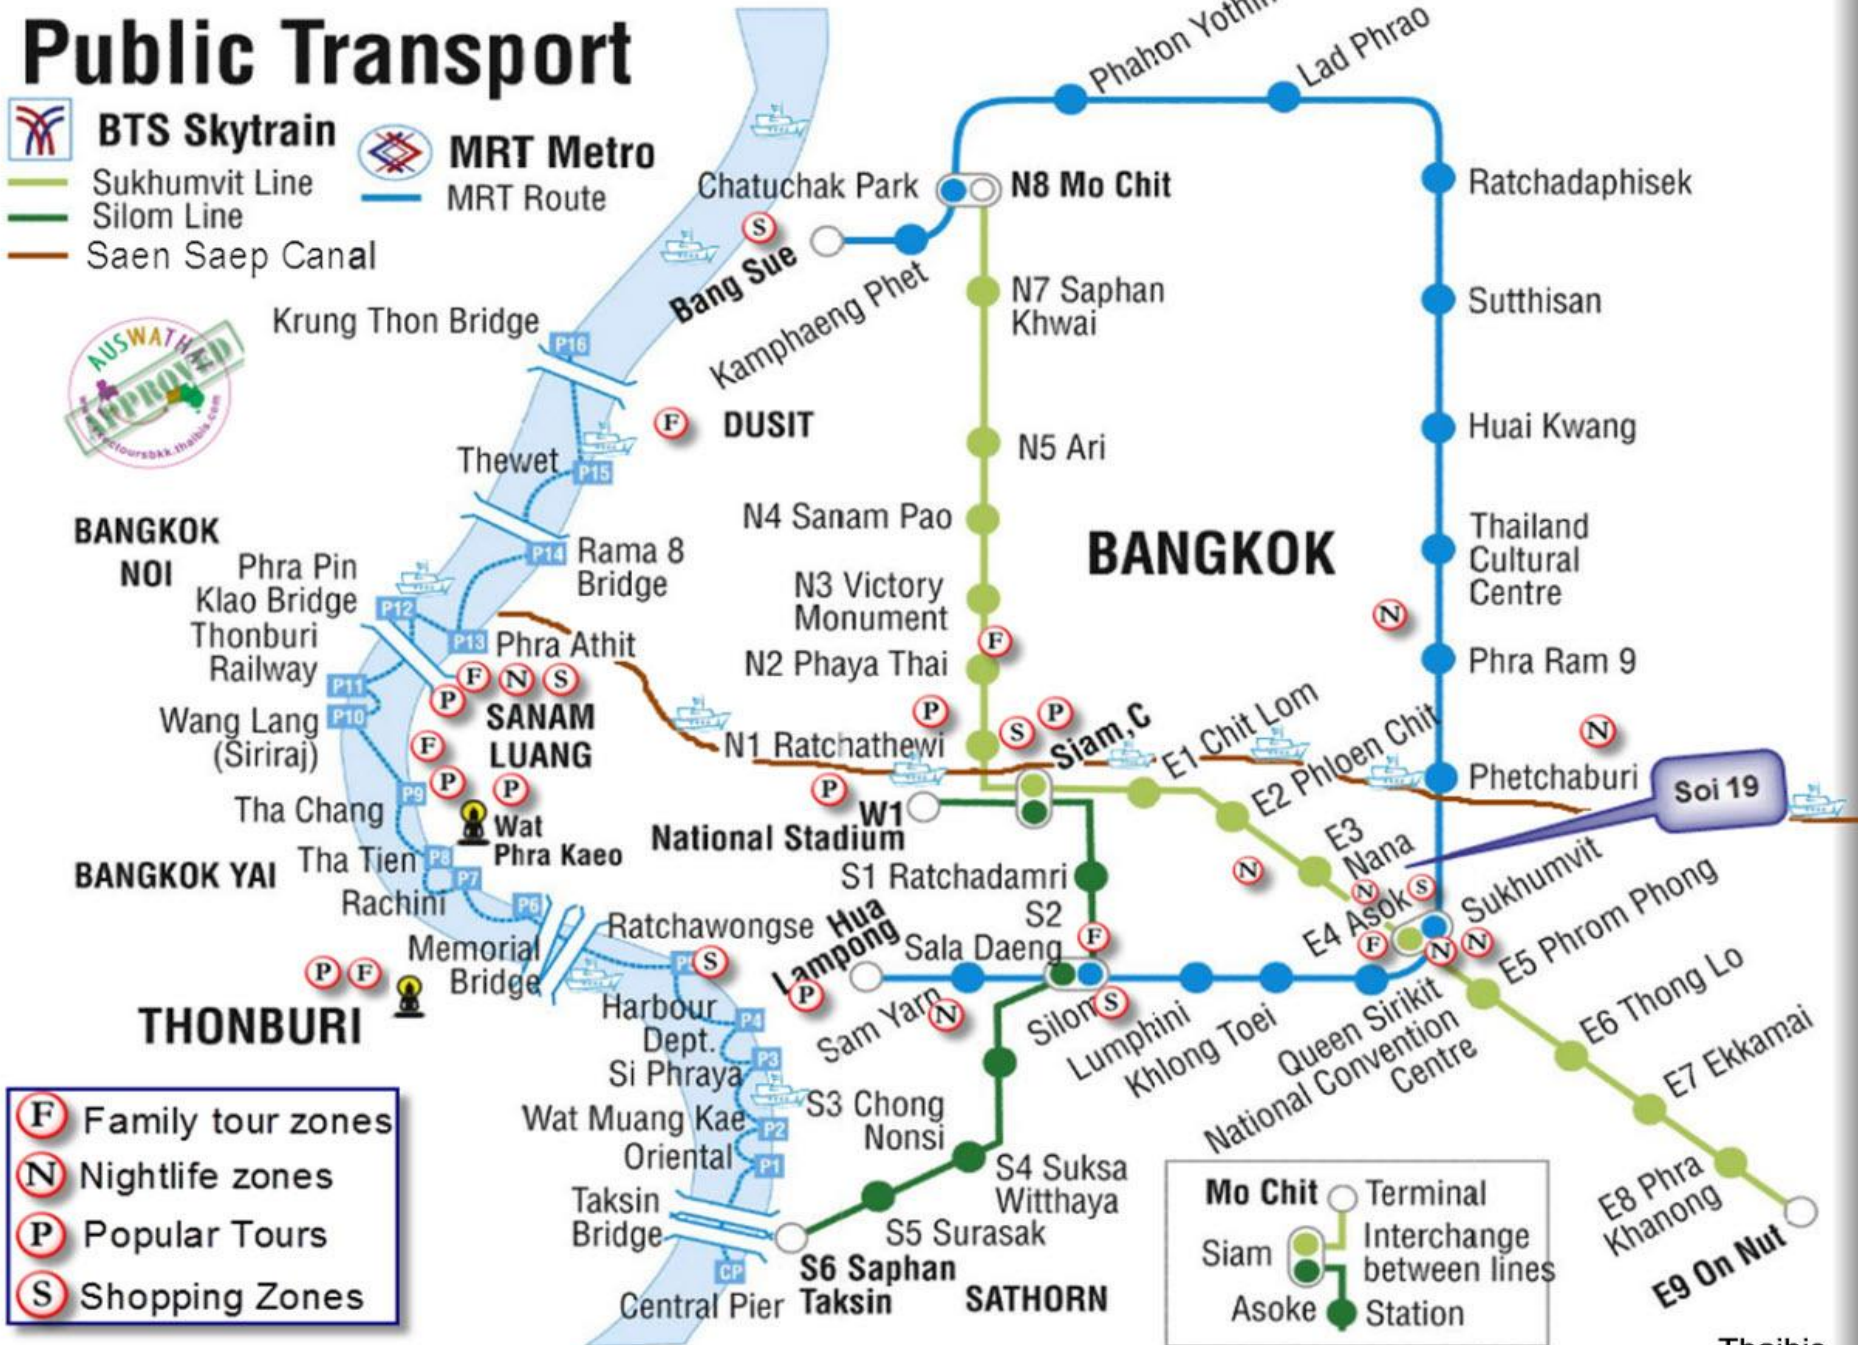 Public Transport
BTS Skytrain
MRT Metro
Sukhumvit Line
MRT Route
Silom Line
Saen Saep Canal
AUSWATHAI
APPROVED
Phahon Yothin
Lad Phrao
Chatuchak Park
N8 Mo Chit
Ratchadaphisek
S
Bang Sue
Kamphaeng Phet
N7 Saphan
Khwai
Sutthisan
Krung Thon Bridge
P16
F
DUSIT
N5 Ari
Huai Kwang
Thewet
P15
N4 Sanam Pao
BANGKOK
Thailand
Cultural
Centre
BANGKOK
NOI
Phra Pin
Klao Bridge
P12
P14
Rama 8
Bridge
N3 Victory
Monument
N
F
Thonburi
Railway
P11
P13
Phra Athit
N2 Phaya Thai
Phra Ram 9
F
N
S
P
SANAM
LUANG
Wang Lang
(Siriraj)
P10
P
P
S
Siam,C
N1 Ratchathewi
E1 Chit Lom
E2 Phloen Chit
N
Phetchaburi
Soi 19
F
P
P
P
Tha Chang
P9
Wat
Phra Kaeo
W1
National Stadium
E3
Nana
BANGKOK YAI
Tha Tien
P8
P7
Rachini
P6
S1 Ratchadamri
N
N
S
Sukhumvit
E4 Asok
E5 Phrom Phong
S2
Sala Daeng
F
F
N
N
Hua
Lampong
P
Ratchawongse
S
Memorial
Bridge
P
F
THONBURI
Harbour
Dept.
P4
Sam Yarn
N
Silom
S
Lumphini
Khlong Toei
Queen Sirikit
National Convention
Centre
E6 Thong Lo
E7 Ekkamai
P3
Si Phraya
S3 Chong
Nonsi
Wat Muang Kae
P2
Oriental
P1
S4 Suksa
Witthaya
E8 Phra
Khanong
E9 On Nut
Taksin
Bridge
S5 Surasak
CP
S6 Saphan
Taksin
Central Pier
SATHORN
F Family tour zones
N Nightlife zones
P Popular Tours
S Shopping Zones
Mo Chit
Terminal
Siam
Interchange
between lines
Asoke
Station